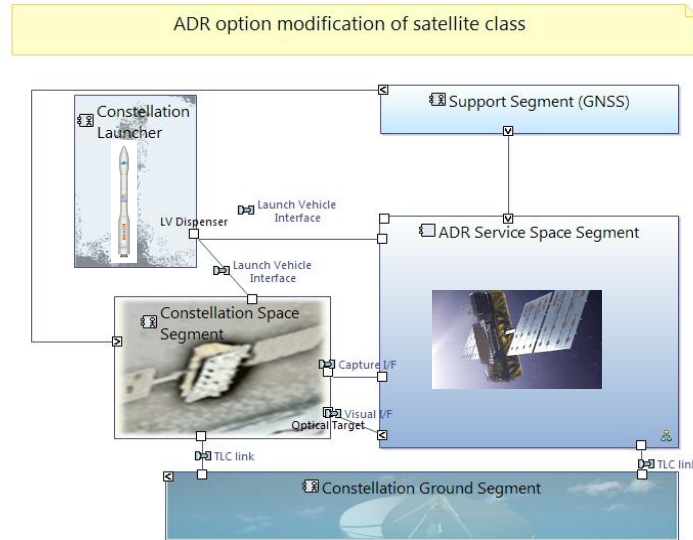 ADR option modification of satellite class
Support Segment (GNSS)
Constellation
Launcher
LV Dispenser
Launch Vehicle
Interface
ADR Service Space Segment
Launch Vehicle
Interface
Constellation Space
Segment
Capture I/F
Visual I/F
Optical Target
TLC link
TLC link
Constellation Ground Segment